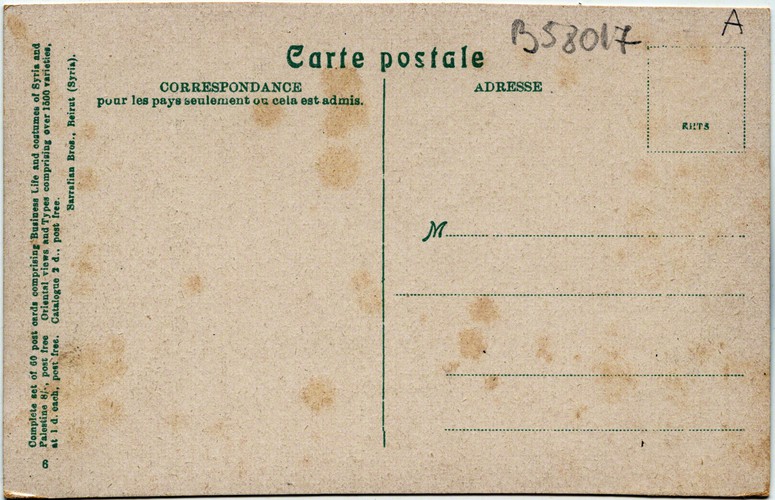 B58017
A
Carte postale
CORRESPONDANCE
pour les pays seulement ou cela est admis.
ADRESSE
RHTS
M
Complete set of 60 post cards comprising Business Life and costumes of Syria and
Palestine 8/-, post free Oriental views and Types comprising over 1500 varieties,
at 1 d. each, post free. Catalogue 2 d., post free.
Sarrafian Bros., Beirut (Syria).
6